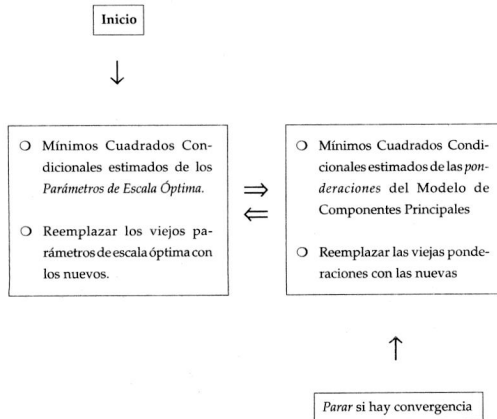 Inicio
❍ Mínimos Cuadrados Con-
dicionales estimados de los
Parámetros de Escala Óptima.
❍ Reemplazar los viejos pa-
rámetros de escala óptima con
los nuevos.
⇒
⇐
❍ Mínimos Cuadrados Condi-
cionales estimados de las pon-
deraciones del Modelo de
Componentes Principales
❍ Reemplazar las viejas ponde-
raciones con las nuevas
Parar si hay convergencia